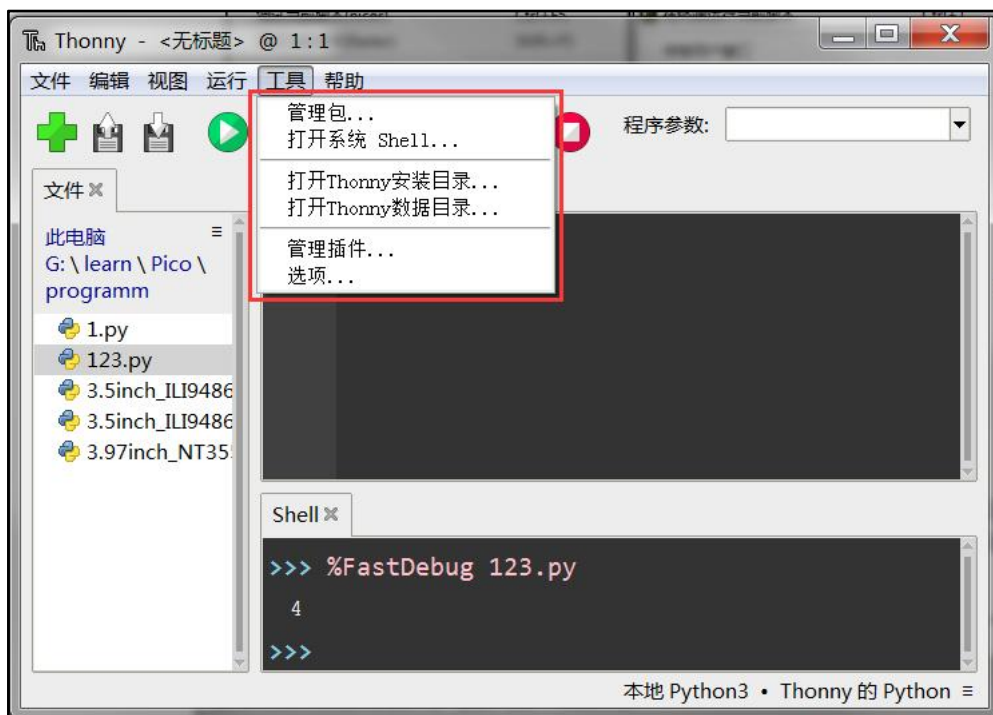 Thonny - <无标题> @ 1:1
文件 编辑 视图 运行 工具 帮助
管理包...
打开系统 Shell...
打开Thonny安装目录...
打开Thonny数据目录...
管理插件...
选项...
程序参数:
文件
此电脑
G: \ learn \ Pico \
programm
1.py
123.py
3.5inch_ILI9486
3.5inch_ILI9486
3.97inch_NT35
Shell
>>> %FastDebug 123.py
4
>>>
本地 Python3 • Thonny 的 Python ≡